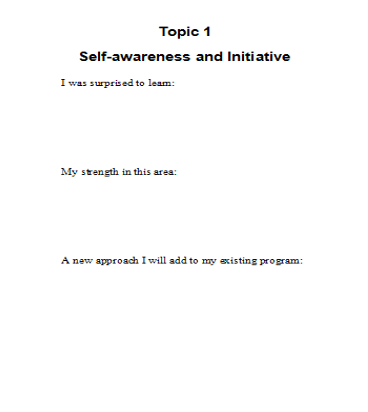 Topic 1
Self-awareness and Initiative
I was surprised to learn:
My strength in this area:
A new approach I will add to my existing program: